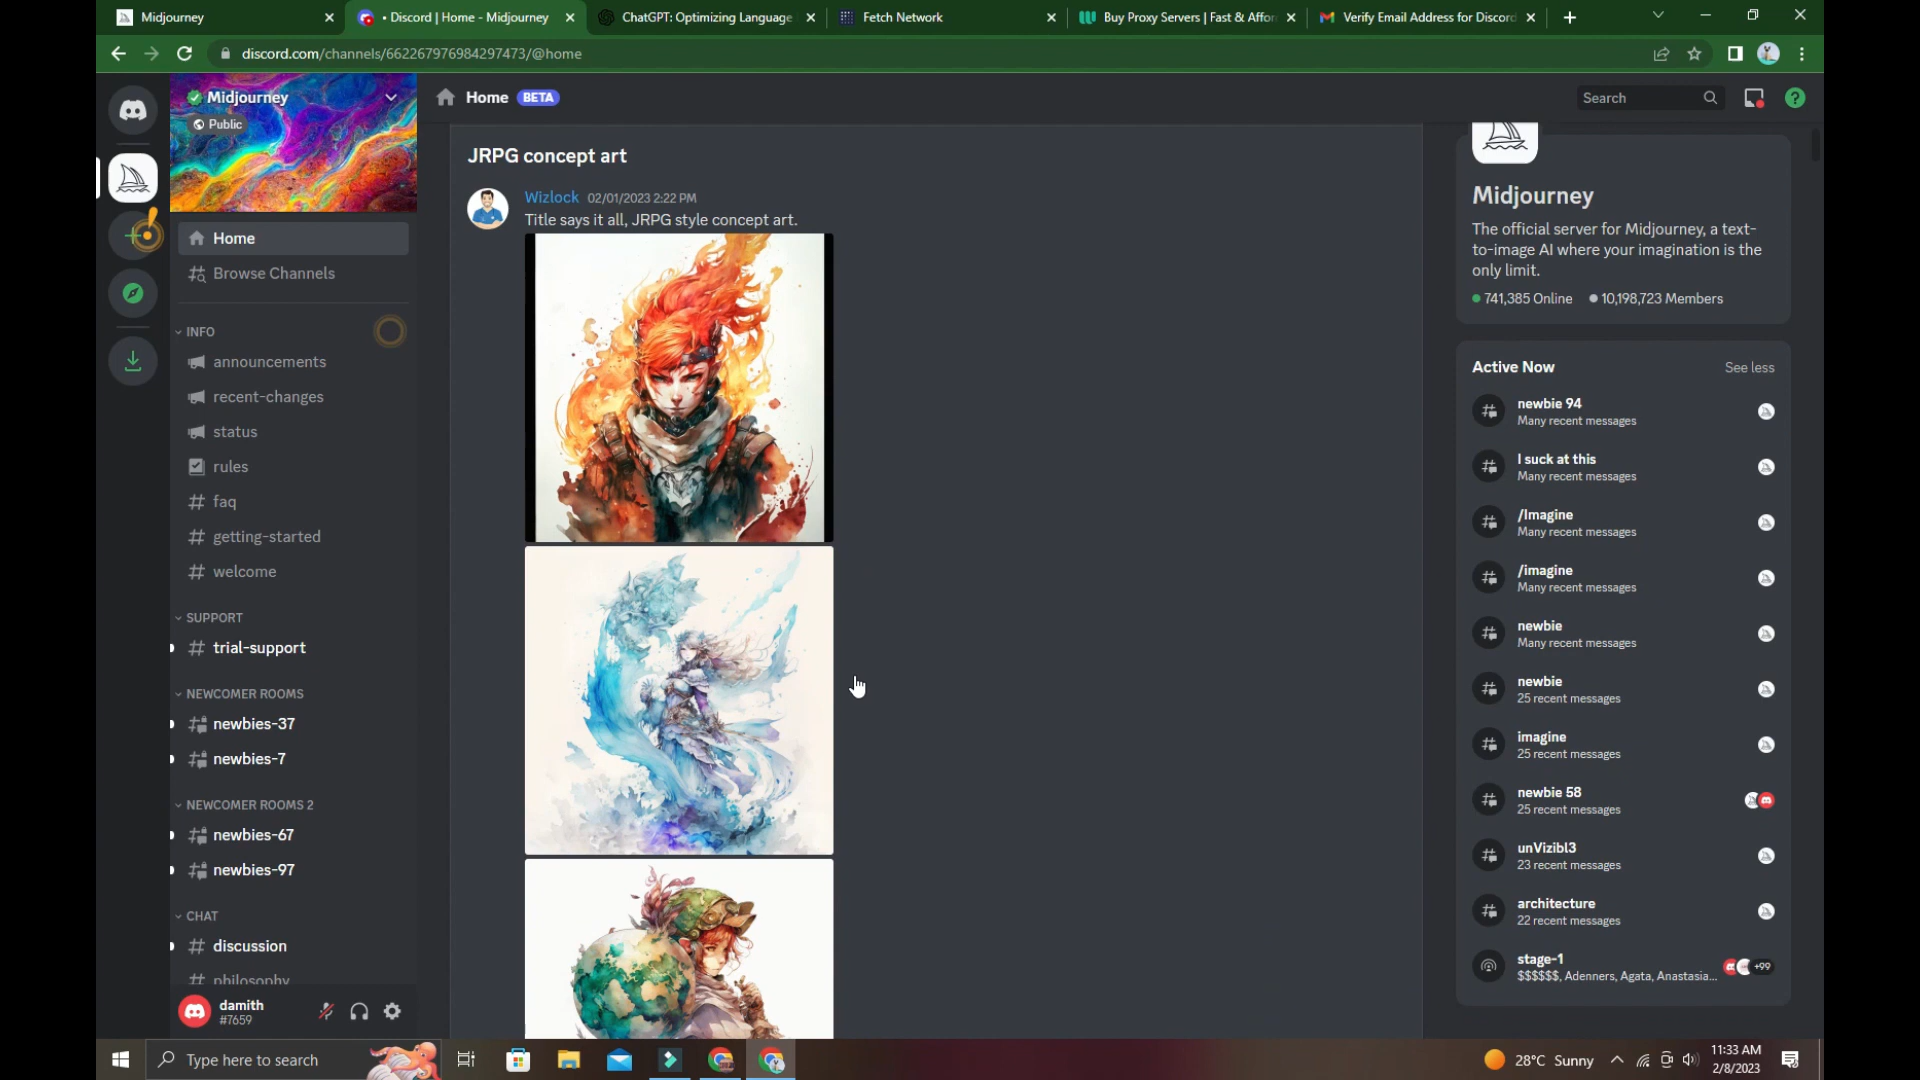 Midjourney
• Discord | Home - Midjourney
ChatGPT: Optimizing Language
Fetch Network
Buy Proxy Servers | Fast & Affor
Verify Email Address for Discord
discord.com/channels/662267976984297473/@home
Midjourney
Public
Home BETA
Search
Home
Browse Channels
INFO
announcements
recent-changes
status
rules
faq
getting-started
welcome
SUPPORT
trial-support
NEWCOMER ROOMS
newbies-37
newbies-7
NEWCOMER ROOMS 2
newbies-67
newbies-97
CHAT
discussion
philosophy
damith
#7659
JRPG concept art
Wizlock 02/01/2023 2:22 PM
Title says it all, JRPG style concept art.
Midjourney
The official server for Midjourney, a text-
to-image AI where your imagination is the
only limit.
741,385 Online 10,198,723 Members
Active Now See less
newbie 94
Many recent messages
I suck at this
Many recent messages
/Imagine
Many recent messages
/imagine
Many recent messages
newbie
Many recent messages
newbie
25 recent messages
imagine
25 recent messages
newbie 58
25 recent messages
unVizibl3
23 recent messages
architecture
22 recent messages
stage-1
$$$$$$, Adenners, Agata, Anastasia... +99
Type here to search
28°C Sunny
11:33 AM
2/8/2023